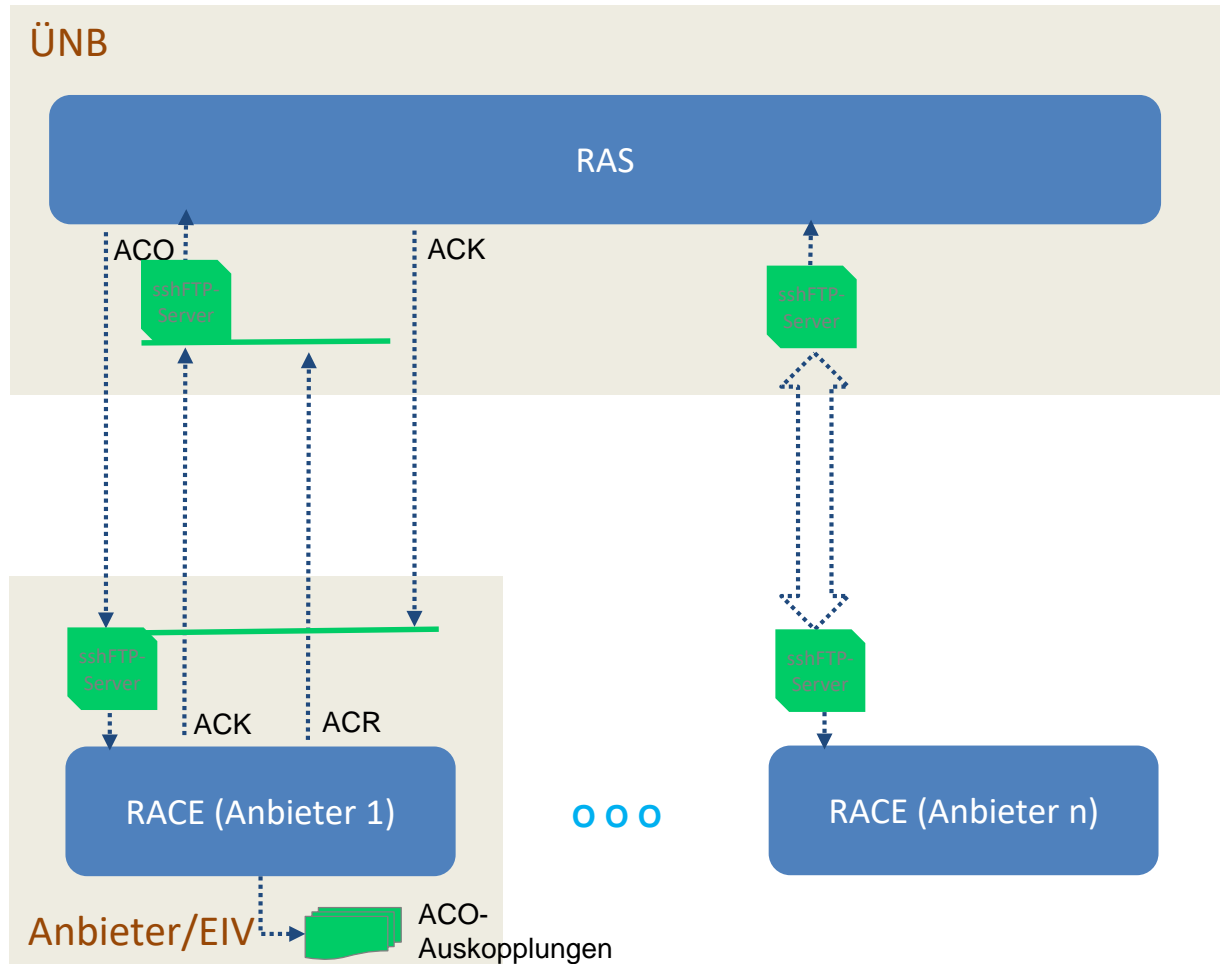 ÜNB
RAS
ACO
ACK
sshFTP-
Server
sshFTP-
Server
sshFTP-
Server
sshFTP-
Server
ACK
ACR
RACE (Anbieter 1)
o o o
RACE (Anbieter n)
Anbieter/EIV
ACO-
Auskopplungen